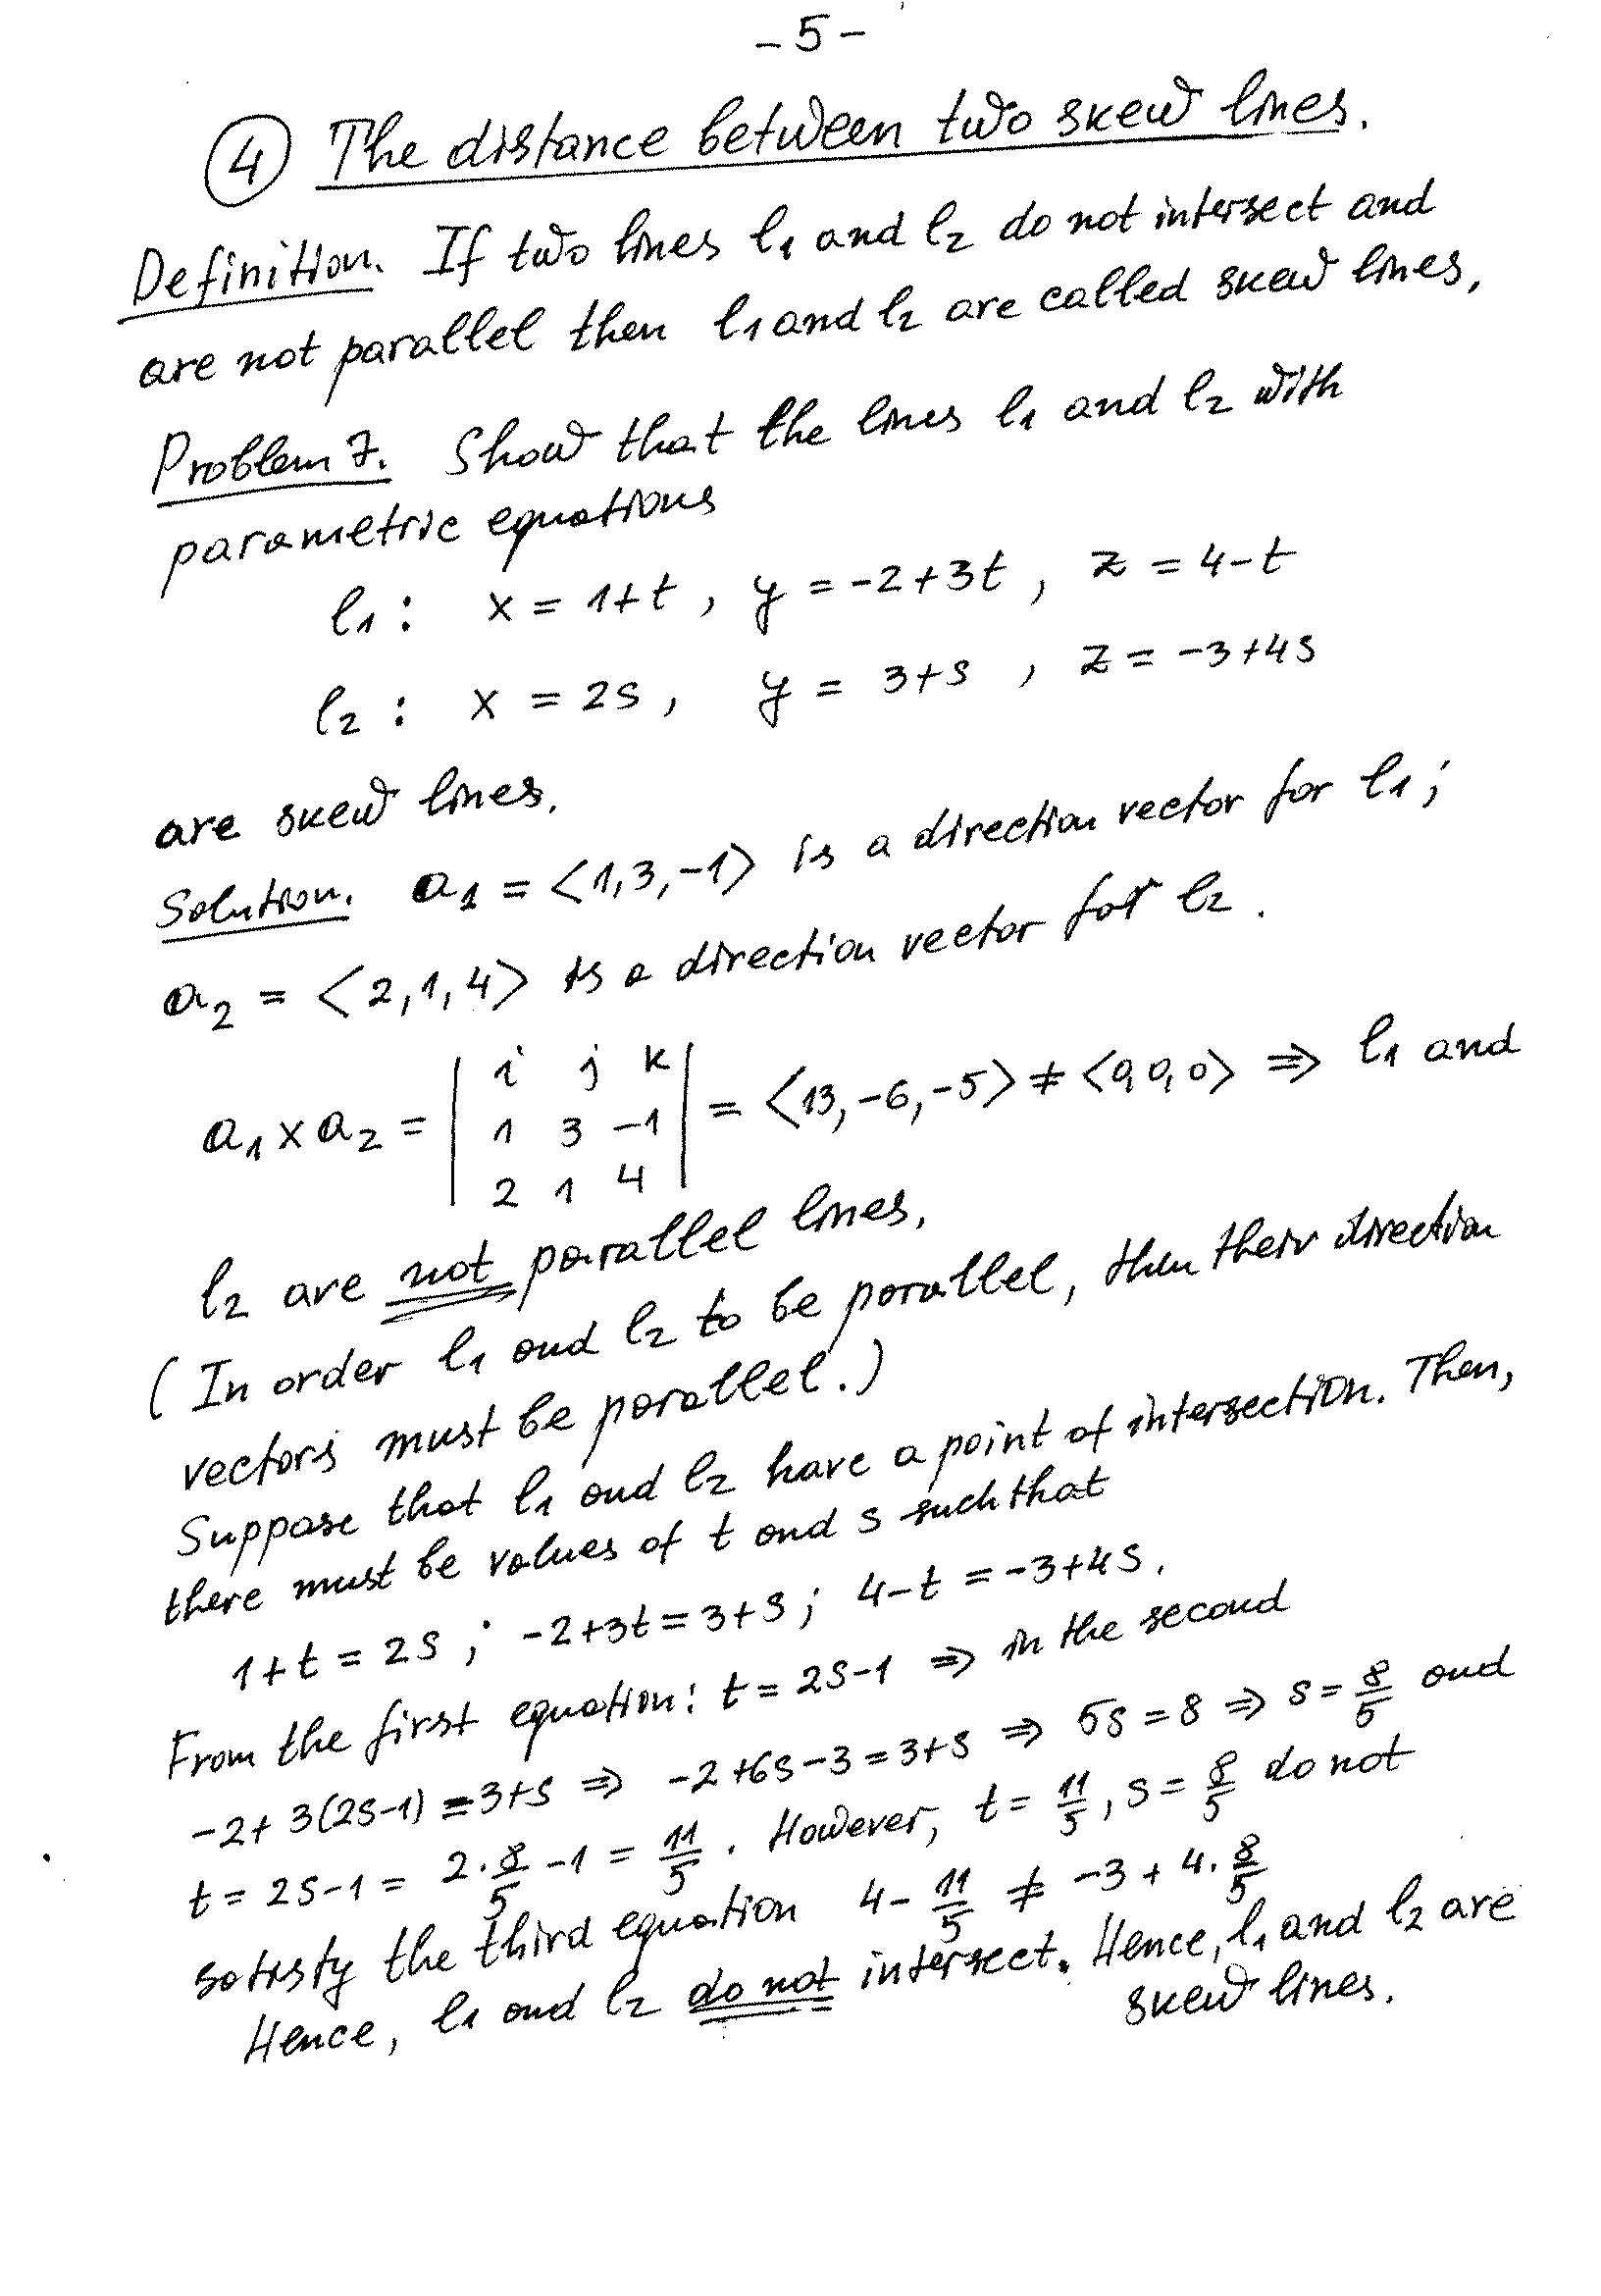 - 5 -
④ The distance between two skew lines.
Definition. If two lines l₁ and l₂ do not intersect and
are not parallel then l₁ and l₂ are called skew lines.
Problem 7. Show that the lines l₁ and l₂ with
parametric equations
l₁ : x = 1+t , y = -2+3t , z = 4-t
l₂ : x = 2s , y = 3+s , z = -3+4s
are skew lines.
Solution. a₁ = <1,3,-1> is a direction vector for l₁;
a₂ = <2,1,4> is a direction vector for l₂.
a₁ x a₂ = | i j k ; 1 3 -1 ; 2 1 4 | = <13,-6,-5> ≠ <0,0,0> ⇒ l₁ and
l₂ are not parallel lines.
(In order l₁ and l₂ to be parallel, then their direction
vectors must be parallel.)
Suppose that l₁ and l₂ have a point of intersection. Then,
there must be values of t and s such that
1+t = 2s ; -2+3t = 3+s ; 4-t = -3+4s.
From the first equation: t = 2s-1 ⇒ in the second
-2+3(2s-1) = 3+s ⇒ -2+6s-3 = 3+s ⇒ 5s = 8 ⇒ s = 8/5 and
t = 2s-1 = 2·8/5 -1 = 11/5 . However, t = 11/5 , s = 8/5 do not
satisfy the third equation 4 - 11/5 ≠ -3 + 4·8/5
Hence, l₁ and l₂ do not intersect. Hence, l₁ and l₂ are
skew lines.